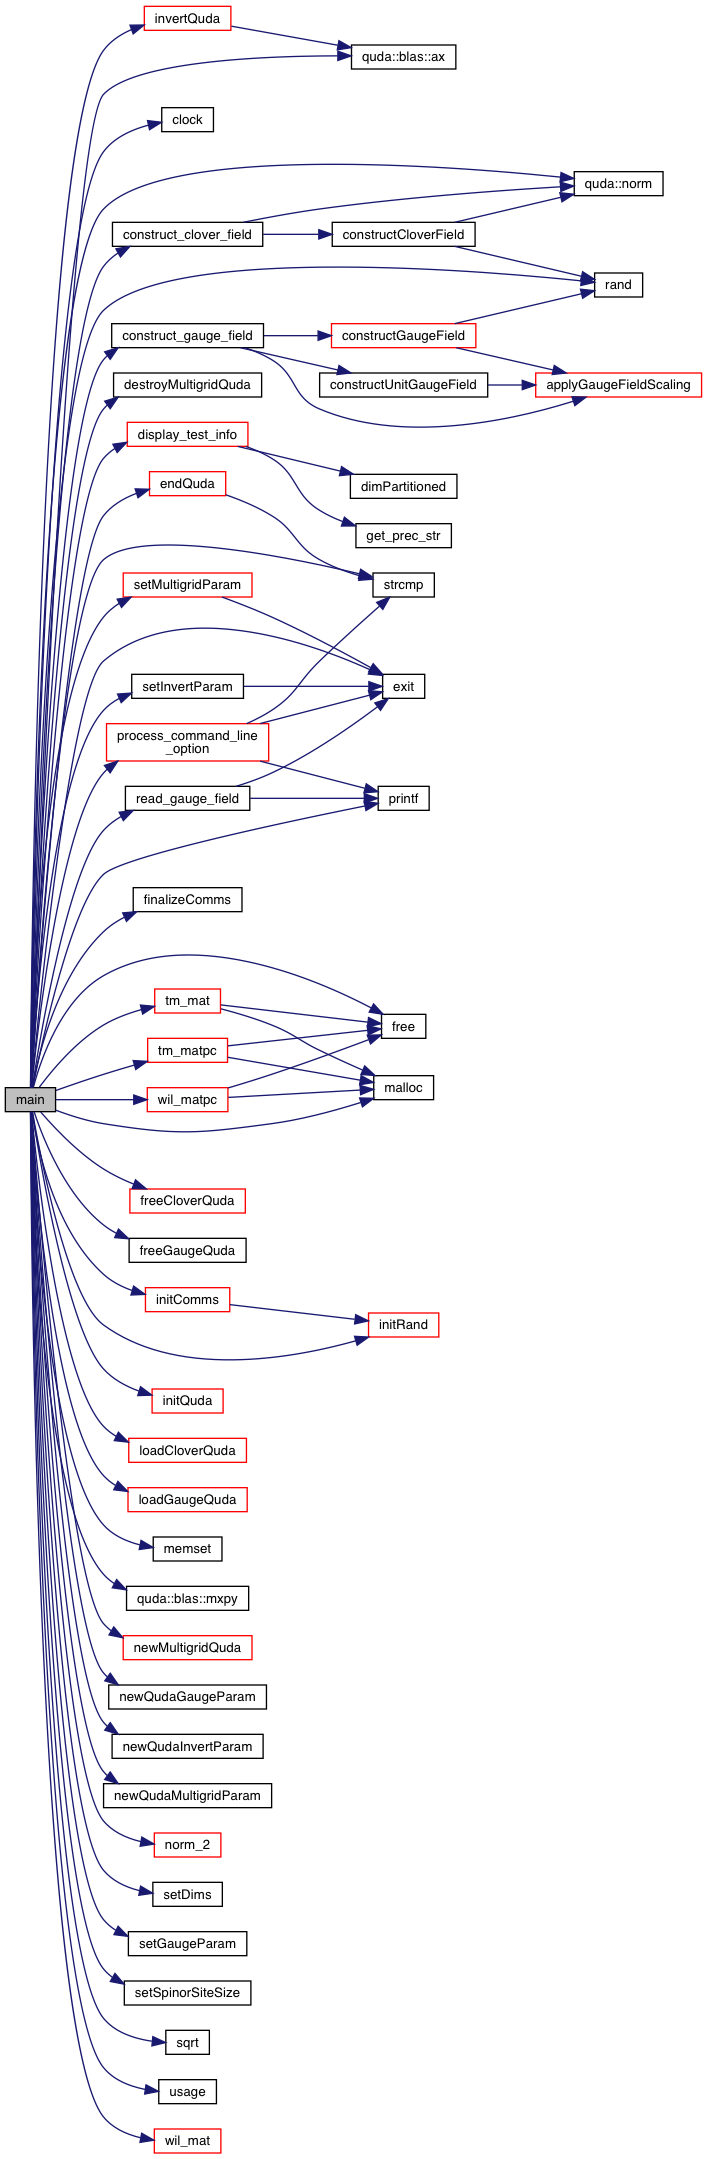 invertQuda
quda::blas::ax
clock
quda::norm
construct_clover_field
constructCloverField
rand
construct_gauge_field
constructGaugeField
destroyMultigridQuda
constructUnitGaugeField
applyGaugeFieldScaling
display_test_info
endQuda
dimPartitioned
get_prec_str
setMultigridParam
strcmp
setInvertParam
exit
process_command_line
_option
read_gauge_field
printf
finalizeComms
tm_mat
free
tm_matpc
malloc
main
wil_matpc
freeCloverQuda
freeGaugeQuda
initComms
initRand
initQuda
loadCloverQuda
loadGaugeQuda
memset
quda::blas::mxpy
newMultigridQuda
newQudaGaugeParam
newQudaInvertParam
newQudaMultigridParam
norm_2
setDims
setGaugeParam
setSpinorSiteSize
sqrt
usage
wil_mat